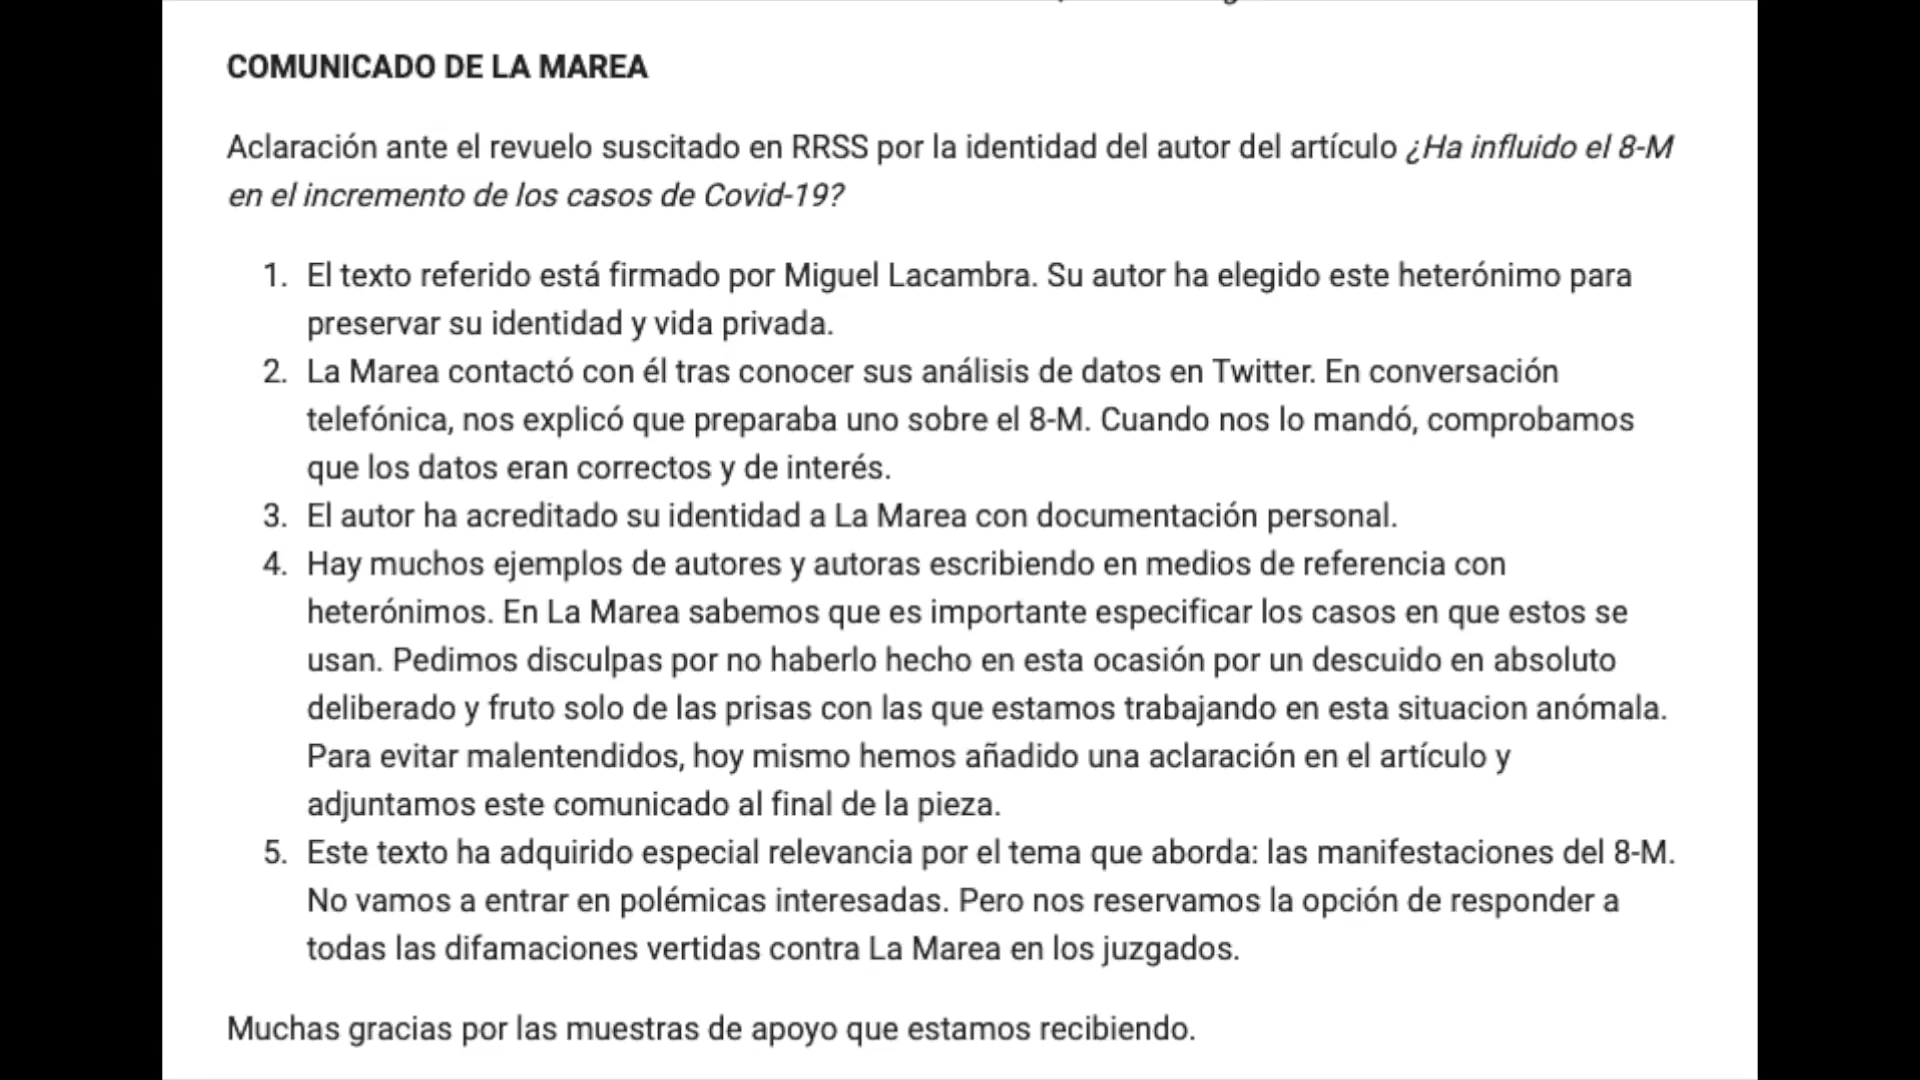 COMUNICADO DE LA MAREA
Aclaración ante el revuelo suscitado en RRSS por la identidad del autor del artículo ¿Ha influido el 8-M
en el incremento de los casos de Covid-19?
1. El texto referido está firmado por Miguel Lacambra. Su autor ha elegido este heterónimo para
preservar su identidad y vida privada.
2. La Marea contactó con él tras conocer sus análisis de datos en Twitter. En conversación
telefónica, nos explicó que preparaba uno sobre el 8-M. Cuando nos lo mandó, comprobamos
que los datos eran correctos y de interés.
3. El autor ha acreditado su identidad a La Marea con documentación personal.
4. Hay muchos ejemplos de autores y autoras escribiendo en medios de referencia con
heterónimos. En La Marea sabemos que es importante especificar los casos en que estos se
usan. Pedimos disculpas por no haberlo hecho en esta ocasión por un descuido en absoluto
deliberado y fruto solo de las prisas con las que estamos trabajando en esta situacion anómala.
Para evitar malentendidos, hoy mismo hemos añadido una aclaración en el artículo y
adjuntamos este comunicado al final de la pieza.
5. Este texto ha adquirido especial relevancia por el tema que aborda: las manifestaciones del 8-M.
No vamos a entrar en polémicas interesadas. Pero nos reservamos la opción de responder a
todas las difamaciones vertidas contra La Marea en los juzgados.
Muchas gracias por las muestras de apoyo que estamos recibiendo.